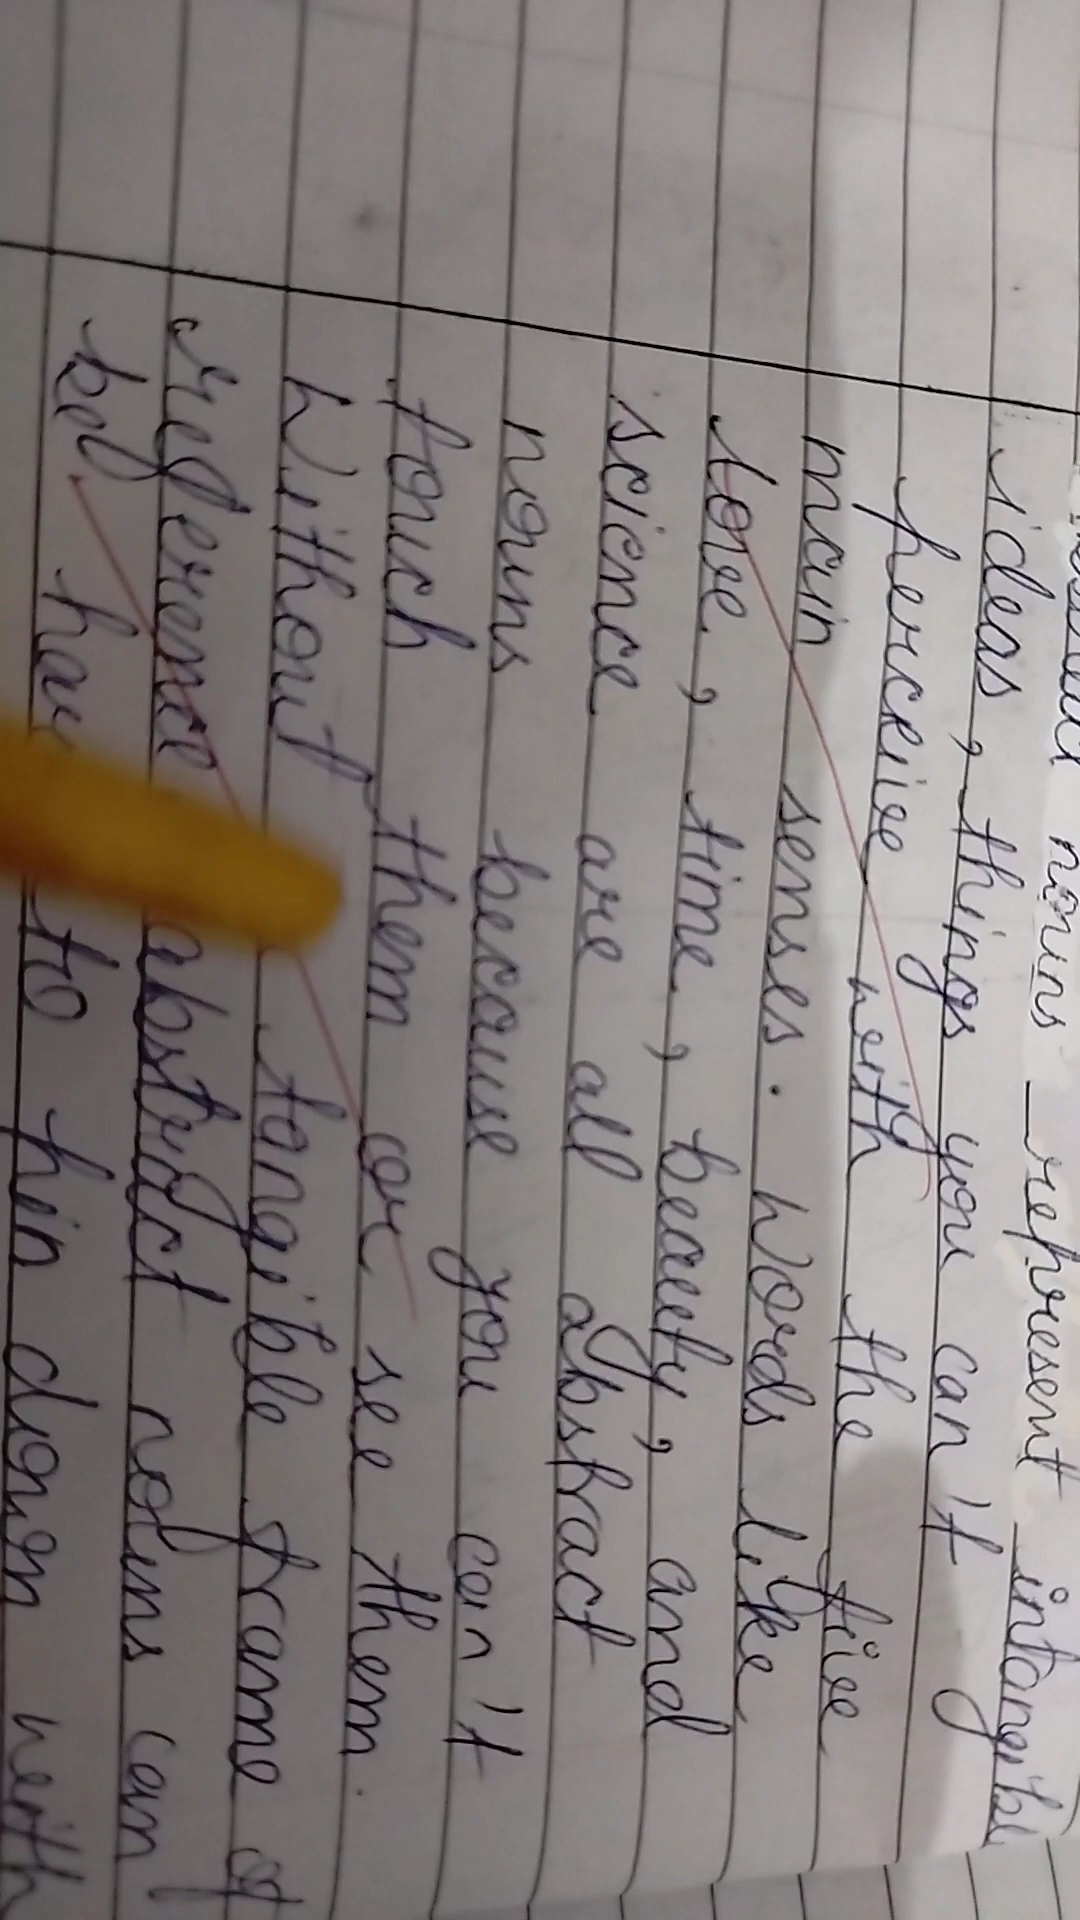 nouns represent intangible
ideas, things you can't
perceive with the five
main senses. Words like
love, time, beauty, and
science are all abstract
nouns because you can't
touch them or see them.
Without tangible frame of
reference abstract nouns can
to pin down with